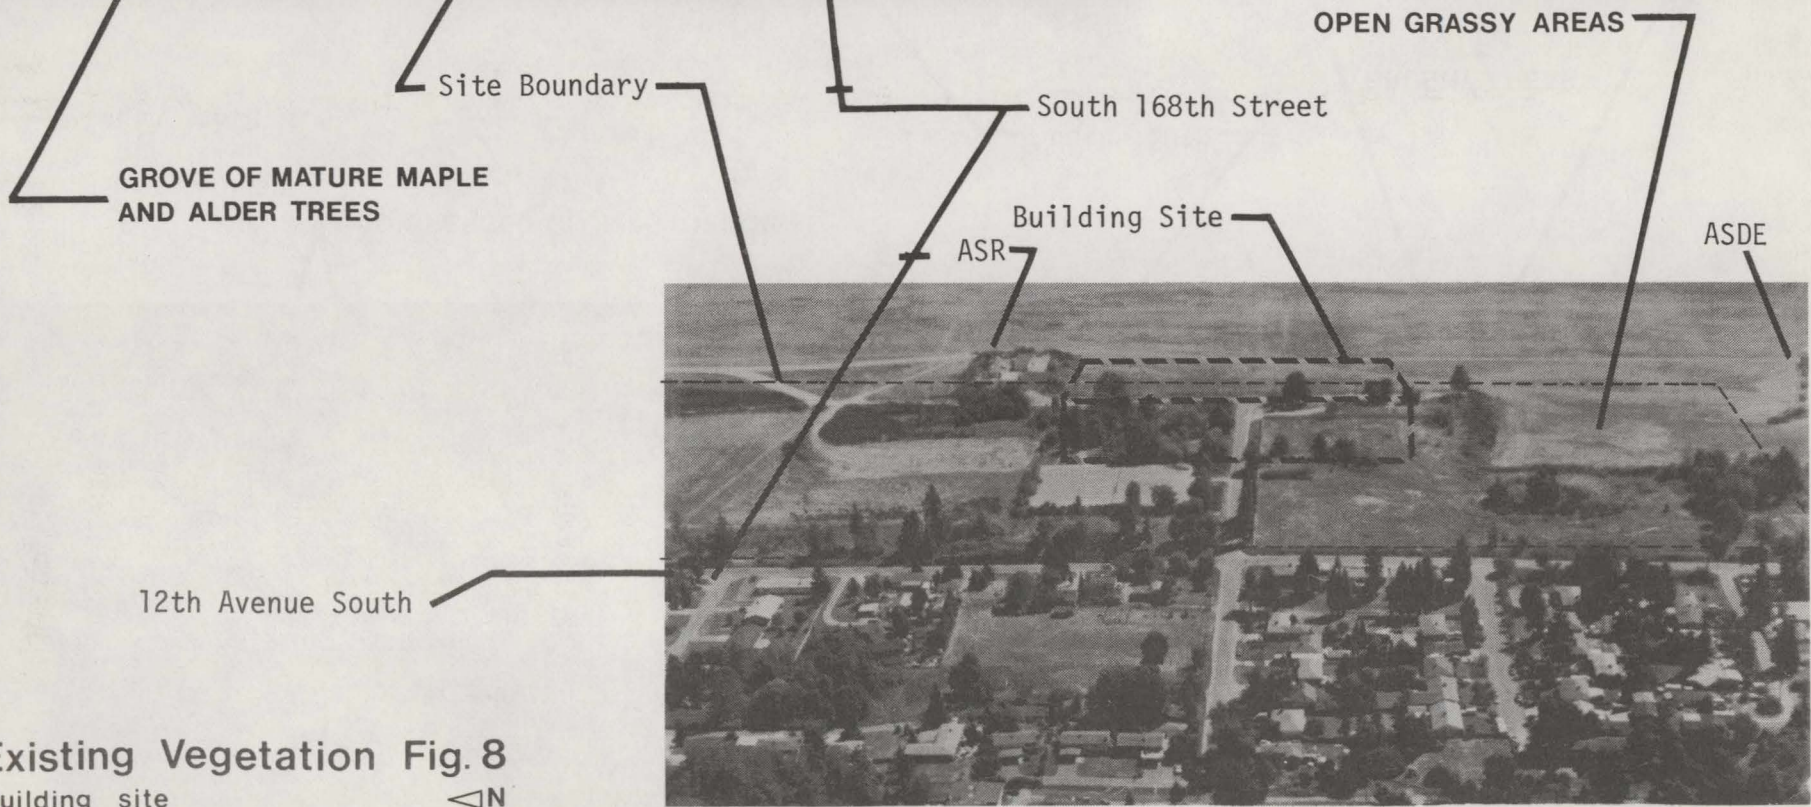 OPEN GRASSY AREAS
Site Boundary
South 168th Street
GROVE OF MATURE MAPLE
AND ALDER TREES
Building Site
ASR
ASDE
12th Avenue South
Existing Vegetation Fig. 8
uilding site
N